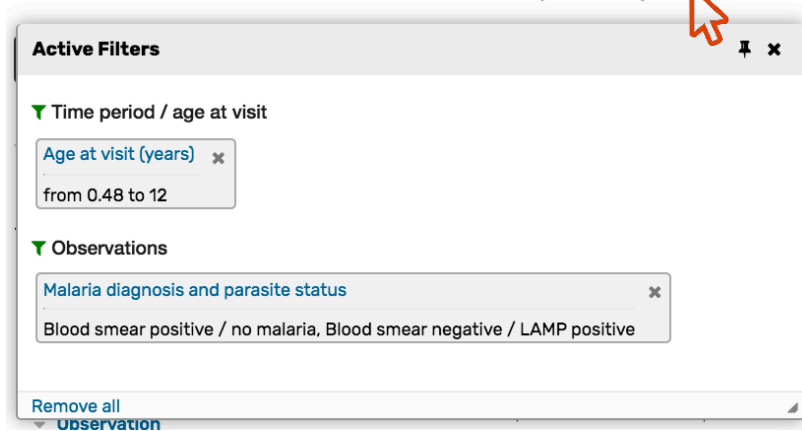 Active Filters
Time period / age at visit
Age at visit (years)
from 0.48 to 12
Observations
Malaria diagnosis and parasite status
Blood smear positive / no malaria, Blood smear negative / LAMP positive
Remove all
Observation